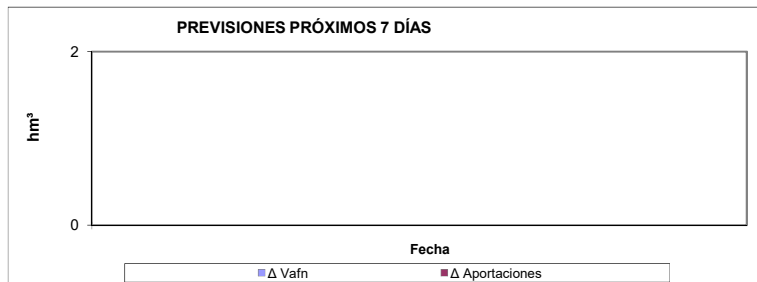 PREVISIONES PRÓXIMOS 7 DÍAS
2
hm³
0
Fecha
Δ Vafn Δ Aportaciones